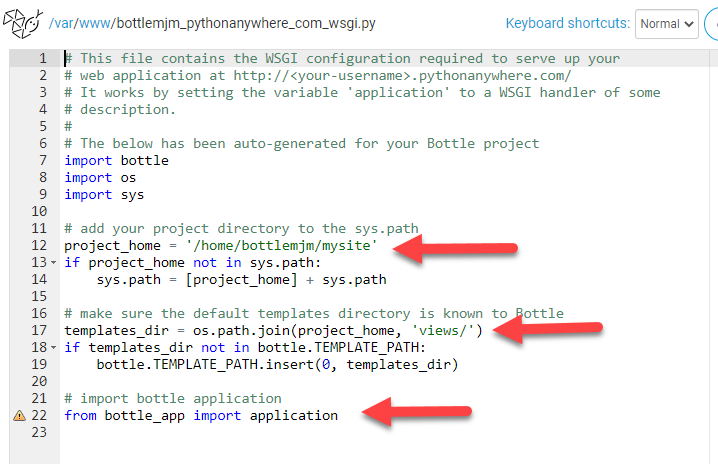 /var/www/bottlemjm_pythonanywhere_com_wsgi.py Keyboard shortcuts: Normal
1 # This file contains the WSGI configuration required to serve up your
2 # web application at http://<your-username>.pythonanywhere.com/
3 # It works by setting the variable 'application' to a WSGI handler of some
4 # description.
5 #
6 # The below has been auto-generated for your Bottle project
7 import bottle
8 import os
9 import sys
10
11 # add your project directory to the sys.path
12 project_home = '/home/bottlemjm/mysite'
13 if project_home not in sys.path:
14     sys.path = [project_home] + sys.path
15
16 # make sure the default templates directory is known to Bottle
17 templates_dir = os.path.join(project_home, 'views/')
18 if templates_dir not in bottle.TEMPLATE_PATH:
19     bottle.TEMPLATE_PATH.insert(0, templates_dir)
20
21 # import bottle application
22 from bottle_app import application
23